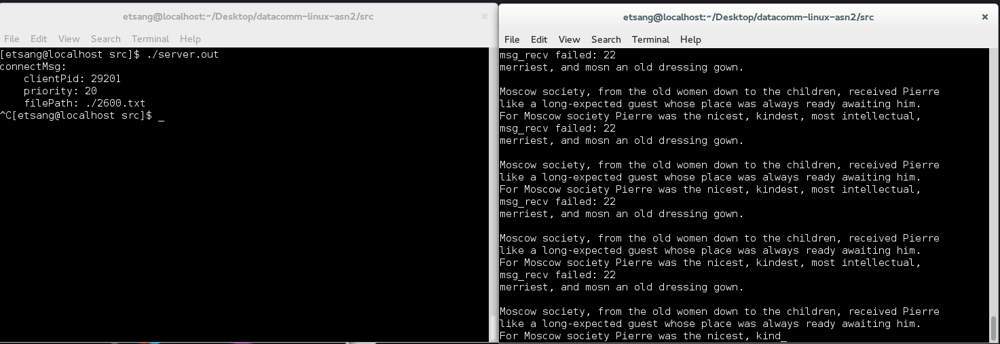 etsang@localhost:~/Desktop/datacomm-linux-asn2/src ×
File Edit View Search Terminal Help
[etsang@localhost src]$ ./server.out
connectMsg:
    clientPid: 29201
    priority: 20
    filePath: ./2600.txt
^C[etsang@localhost src]$ _
etsang@localhost:~/Desktop/datacomm-linux-asn2/src ×
File Edit View Search Terminal Help
msg_recv failed: 22
merriest, and mosn an old dressing gown.

Moscow society, from the old women down to the children, received Pierre
like a long-expected guest whose place was always ready awaiting him.
For Moscow society Pierre was the nicest, kindest, most intellectual,
msg_recv failed: 22
merriest, and mosn an old dressing gown.

Moscow society, from the old women down to the children, received Pierre
like a long-expected guest whose place was always ready awaiting him.
For Moscow society Pierre was the nicest, kindest, most intellectual,
msg_recv failed: 22
merriest, and mosn an old dressing gown.

Moscow society, from the old women down to the children, received Pierre
like a long-expected guest whose place was always ready awaiting him.
For Moscow society Pierre was the nicest, kindest, most intellectual,
msg_recv failed: 22
merriest, and mosn an old dressing gown.

Moscow society, from the old women down to the children, received Pierre
like a long-expected guest whose place was always ready awaiting him.
For Moscow society Pierre was the nicest, kind_